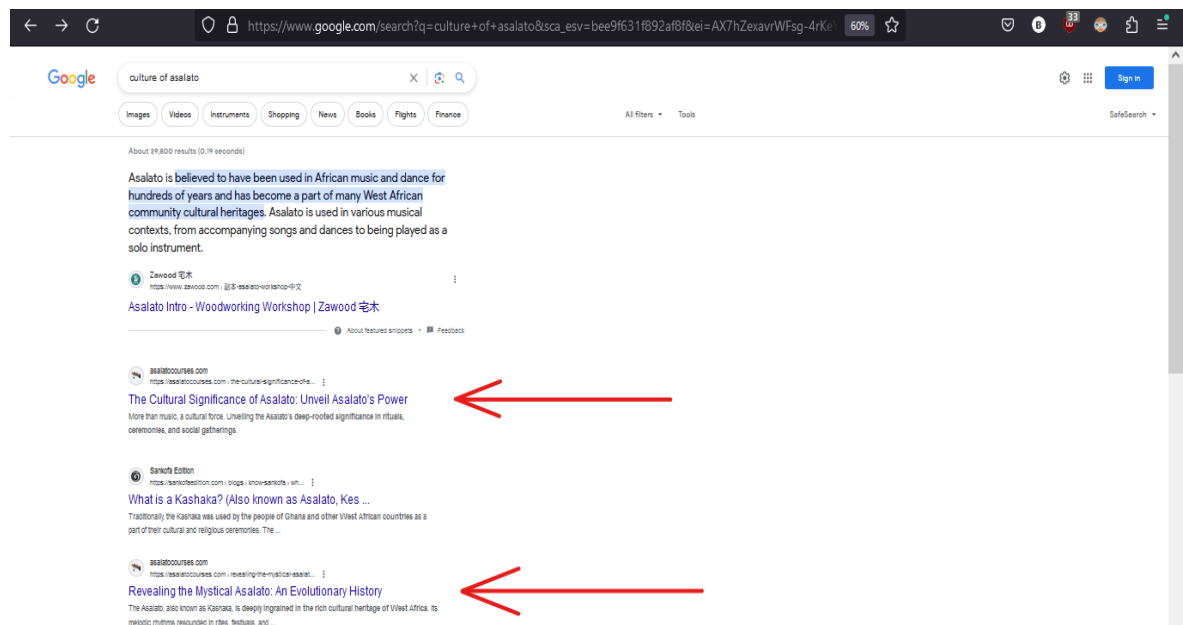 https://www.google.com/search?q=culture+of+asalato&sca_esv=bee9f631f892af8f&ei=AX7hZexavrWFsg-4rKe
60%
B
33
Google
culture of asalato
Sign in
Images Videos Instruments Shopping News Books Flights Finance
All filters Tools
SafeSearch
About 89,800 results (0.19 seconds)
Asalato is believed to have been used in African music and dance for
hundreds of years and has become a part of many West African
community cultural heritages. Asalato is used in various musical
contexts, from accompanying songs and dances to being played as a
solo instrument.
Zawood 宅木
https://www.zawood.com › 副本-asalato-workshop-中文
Asalato Intro - Woodworking Workshop | Zawood 宅木
About featured snippets • Feedback
asalatocourses.com
https://asalatocourses.com › the-cultural-significance-of-a...
The Cultural Significance of Asalato: Unveil Asalato's Power
More than music, a cultural force. Unveiling the Asalato's deep-rooted significance in rituals,
ceremonies, and social gatherings.
Sankofa Edition
https://sankofaedition.com › blogs › know-sankofa › wh...
What is a Kashaka? (Also known as Asalato, Kes ...
Traditionally, the Kashaka was used by the people of Ghana and other West African countries as a
part of their cultural and religious ceremonies. The ...
asalatocourses.com
https://asalatocourses.com › revealing-the-mystical-asalat...
Revealing the Mystical Asalato: An Evolutionary History
The Asalato, also known as Kashaka, is deeply ingrained in the rich cultural heritage of West Africa. Its
melodic rhythms resounded in rites, festivals, and ...